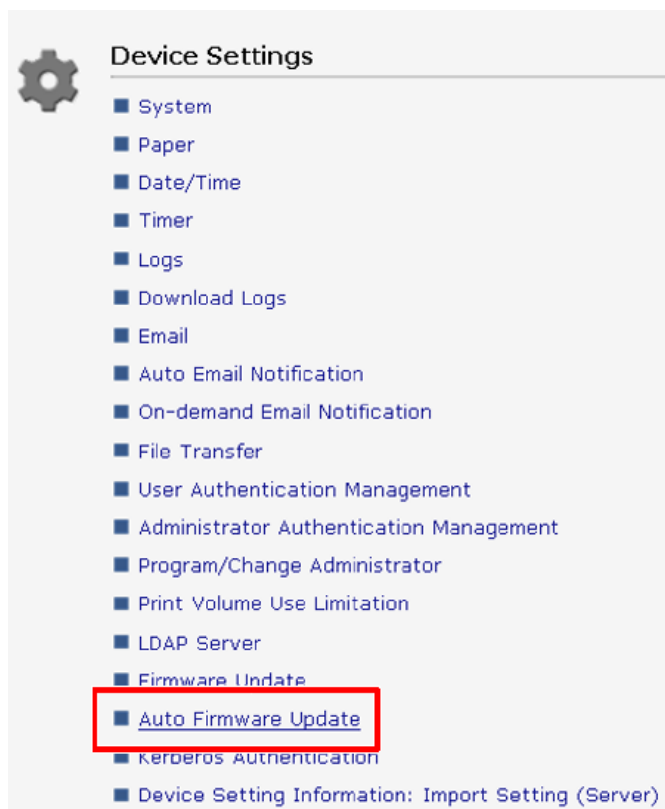 Device Settings
System
Paper
Date/Time
Timer
Logs
Download Logs
Email
Auto Email Notification
On-demand Email Notification
File Transfer
User Authentication Management
Administrator Authentication Management
Program/Change Administrator
Print Volume Use Limitation
LDAP Server
Firmware Update
Auto Firmware Update
Kerberos Authentication
Device Setting Information: Import Setting (Server)